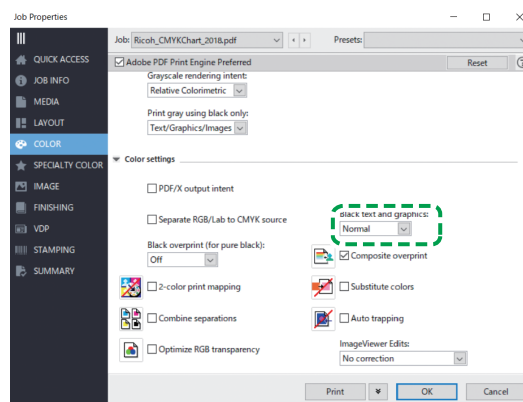 Job Properties
Job: Ricoh_CMYKChart_2018.pdf Presets:
QUICK ACCESS
JOB INFO
MEDIA
LAYOUT
COLOR
SPECIALTY COLOR
IMAGE
FINISHING
VDP
STAMPING
SUMMARY
Adobe PDF Print Engine Preferred Reset
Grayscale rendering intent:
Relative Colorimetric
Print gray using black only:
Text/Graphics/Images
Color settings
PDF/X output intent
Separate RGB/Lab to CMYK source
Black text and graphics:
Normal
Black overprint (for pure black):
Off
Composite overprint
2-color print mapping
Substitute colors
Combine separations
Auto trapping
Optimize RGB transparency
ImageViewer Edits:
No correction
Print OK Cancel